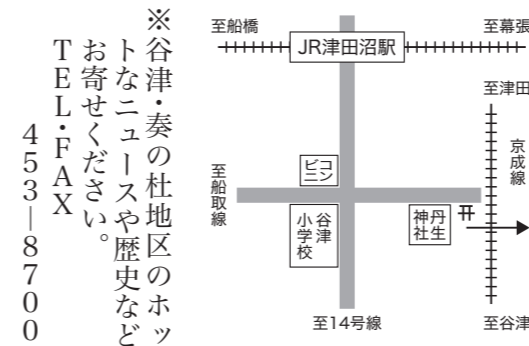 ※谷津・奏の杜地区のホッ
トなニュースや歴史など
お寄せください。
TEL・FAX
453―8700
至船橋
JR津田沼駅
至幕張
至津田
京成線
コンビニ
至船取線
谷津小学校
丹生神社
至14号線
至谷津